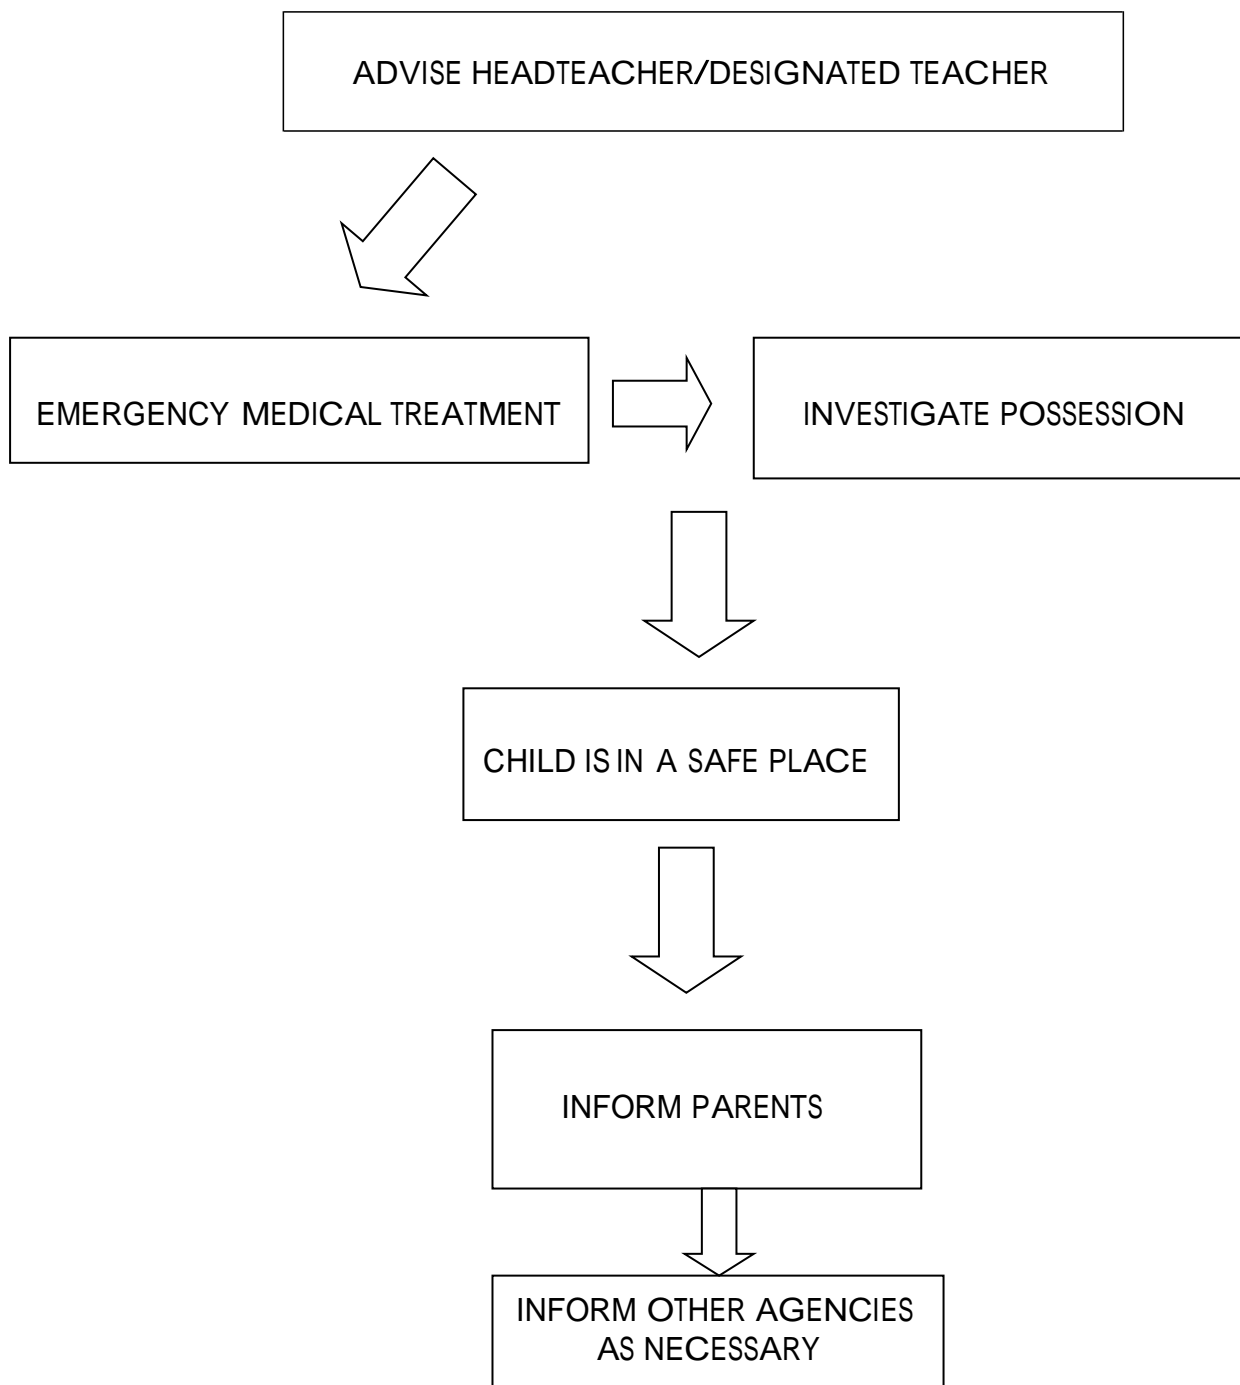 ADVISE HEADTEACHER/DESIGNATED TEACHER
EMERGENCY MEDICAL TREATMENT
INVESTIGATE POSSESSION
CHILD IS IN A SAFE PLACE
INFORM PARENTS
INFORM OTHER AGENCIES
AS NECESSARY